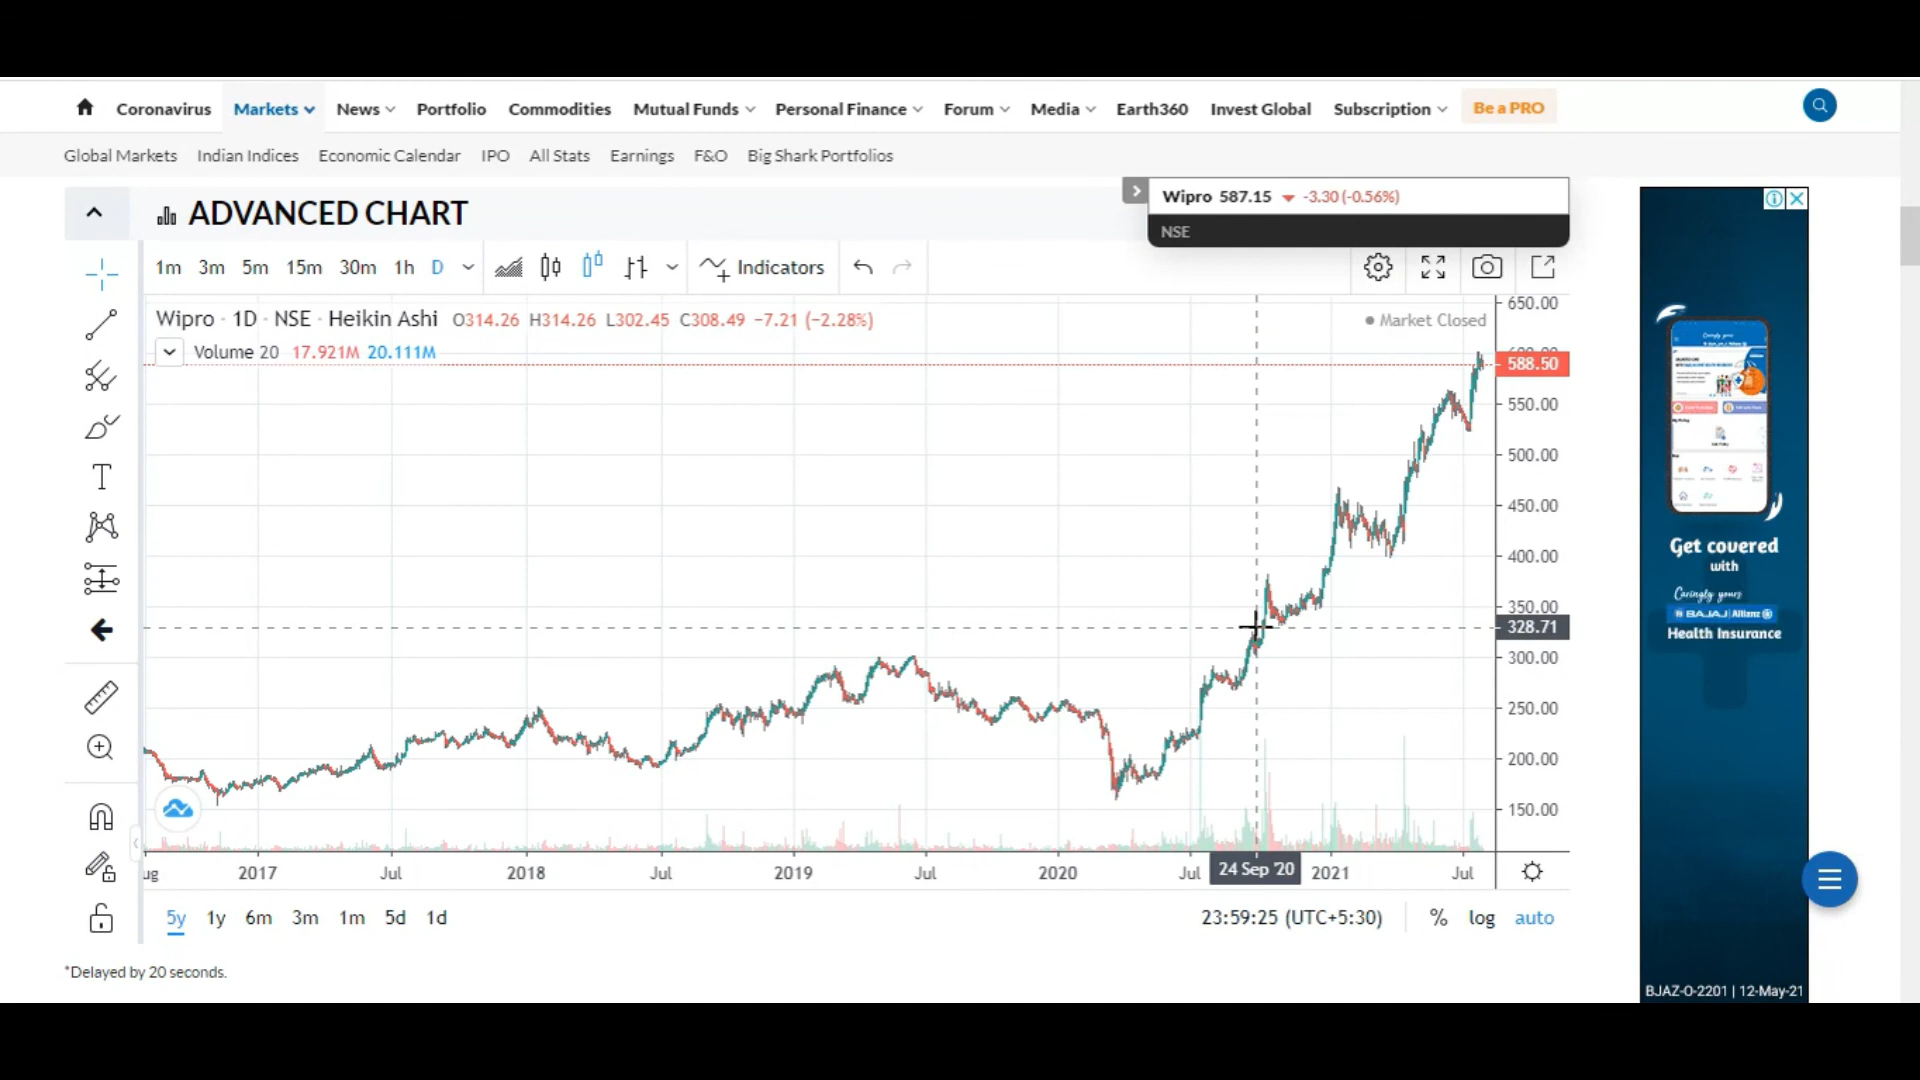 Coronavirus Markets News Portfolio Commodities Mutual Funds Personal Finance Forum Media Earth360 Invest Global Subscription Be a PRO
Global Markets Indian Indices Economic Calendar IPO All Stats Earnings F&O Big Shark Portfolios
ADVANCED CHART
Wipro 587.15 -3.30 (-0.56%)
NSE
1m 3m 5m 15m 30m 1h D Indicators
Wipro · 1D · NSE · Heikin Ashi O314.26 H314.26 L302.45 C308.49 −7.21 (−2.28%)
Market Closed
Volume 20 17.921M 20.111M
650.00
588.50
550.00
500.00
450.00
400.00
350.00
328.71
300.00
250.00
200.00
150.00
ug 2017 Jul 2018 Jul 2019 Jul 2020 Jul 24 Sep '20 2021 Jul
5y 1y 6m 3m 1m 5d 1d 23:59:25 (UTC+5:30) % log auto
*Delayed by 20 seconds.
Get covered
with
Caringly yours
BAJAJ Allianz
Health Insurance
BJAZ-O-2201 | 12-May-21